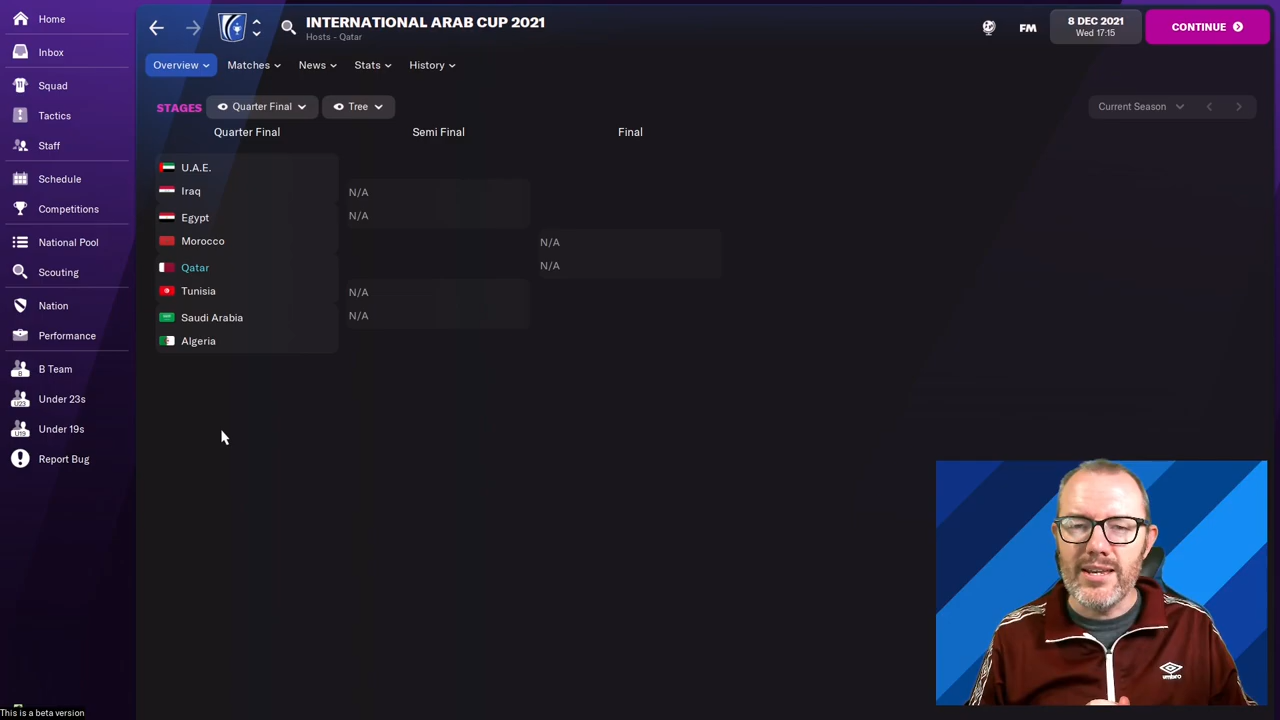 Home
Inbox
Squad
Tactics
Staff
Schedule
Competitions
National Pool
Scouting
Nation
Performance
B
B Team
U23
Under 23s
U19
Under 19s
Report Bug
This is a beta version
INTERNATIONAL ARAB CUP 2021
Hosts - Qatar
FM
8 DEC 2021
Wed 17:15
CONTINUE
Overview
Matches
News
Stats
History
STAGES
Quarter Final
Tree
Current Season
Quarter Final
Semi Final
Final
U.A.E.
Iraq
Egypt
Morocco
Qatar
Tunisia
Saudi Arabia
Algeria
N/A
N/A
N/A
N/A
N/A
N/A
umbro